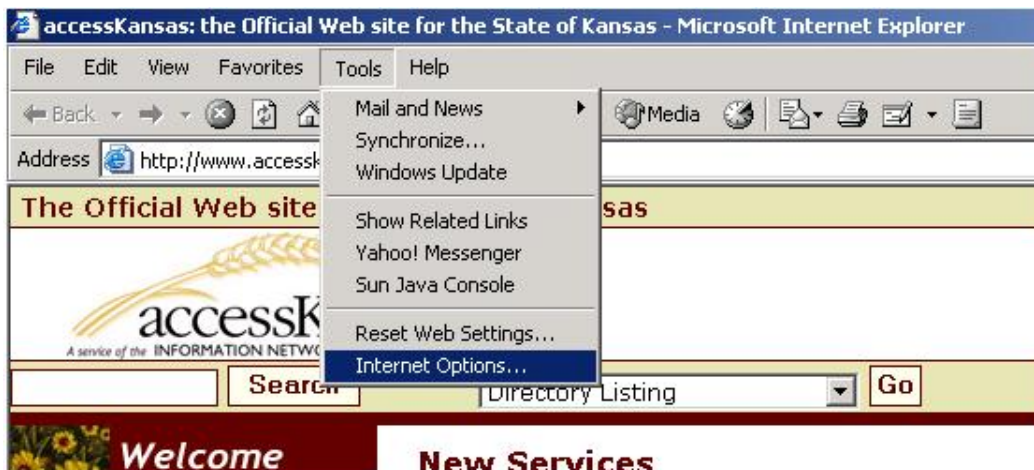 accessKansas: the Official Web site for the State of Kansas - Microsoft Internet Explorer
File Edit View Favorites Tools Help
Back Media
Mail and News
Synchronize...
Windows Update
Show Related Links
Yahoo! Messenger
Sun Java Console
Reset Web Settings...
Internet Options...
Address http://www.accessk
The Official Web site sas
accessK
A service of the INFORMATION NETWO
Search Directory Listing Go
Welcome
New Services